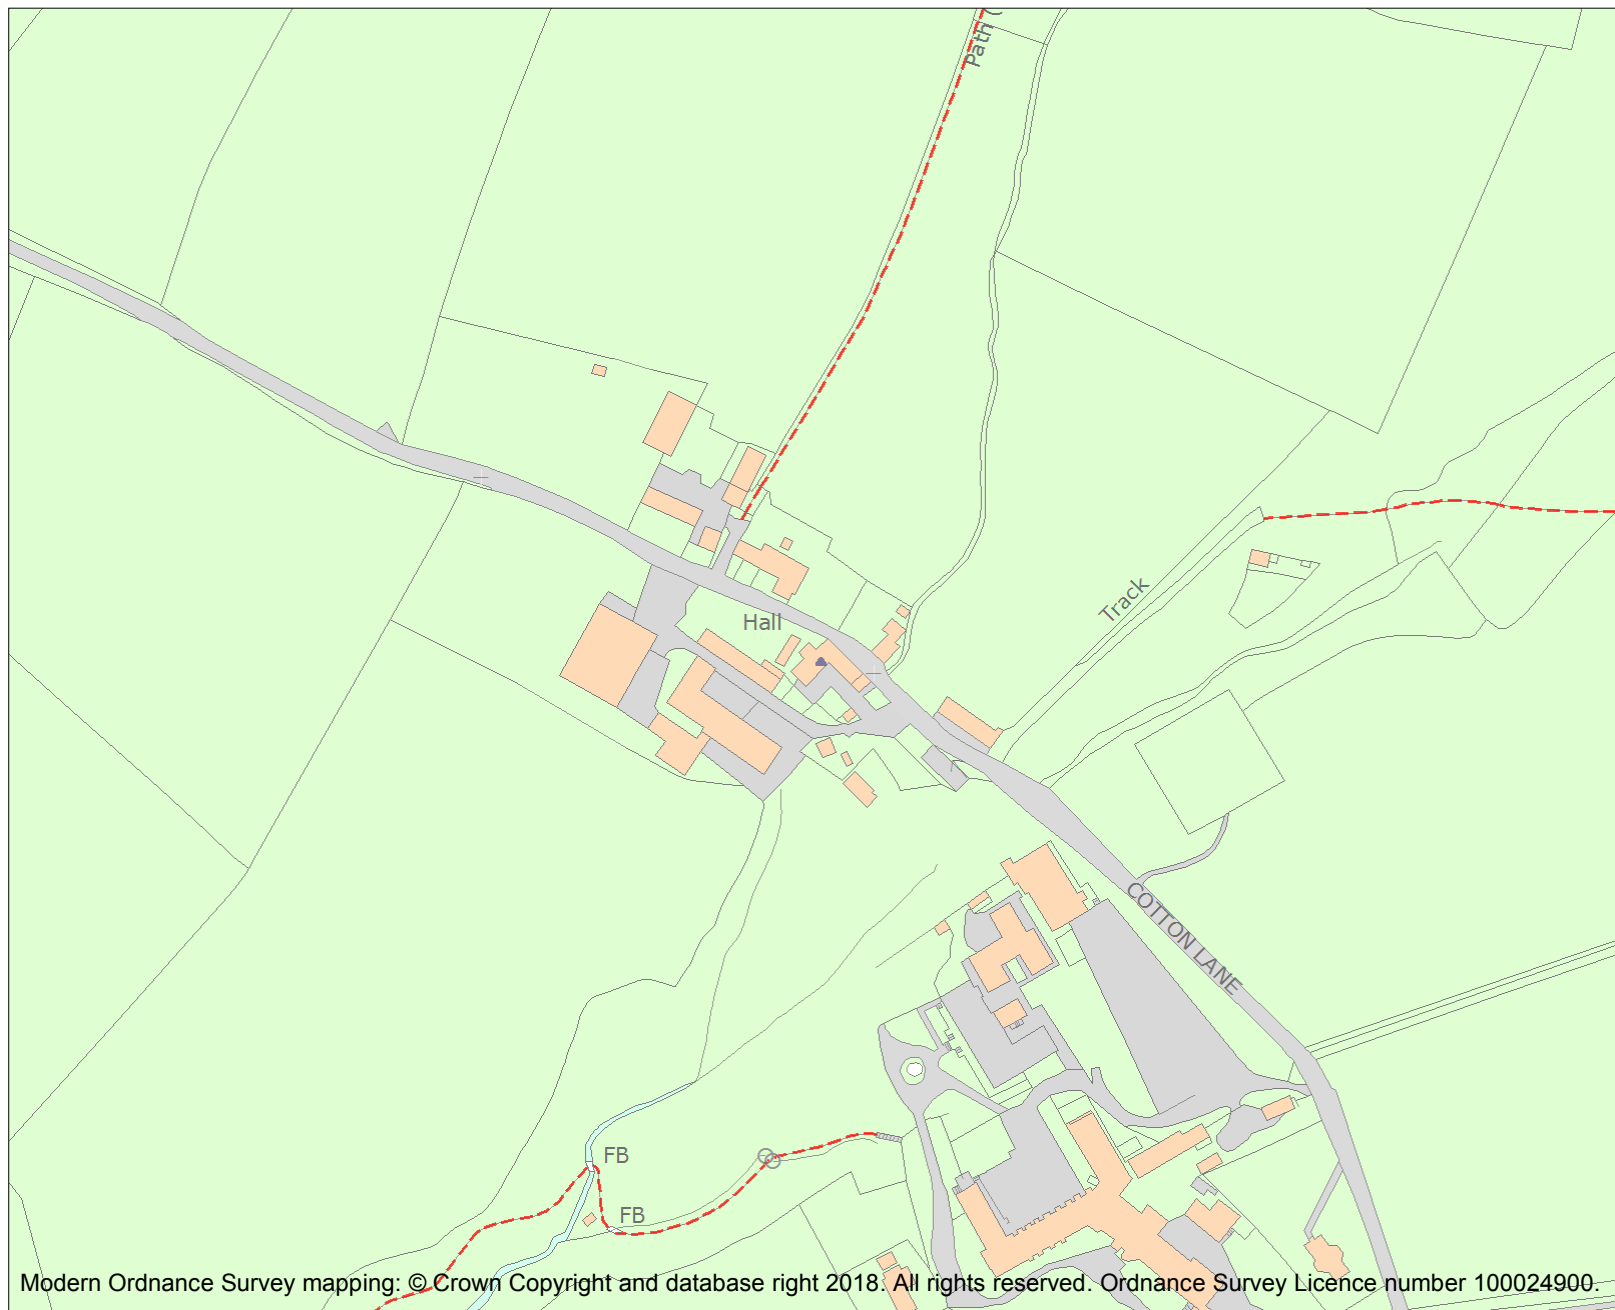 Path (
Track
Hall
COTTON LANE
FB
FB
Modern Ordnance Survey mapping: © Crown Copyright and database right 2018. All rights reserved. Ordnance Survey Licence number 100024900.